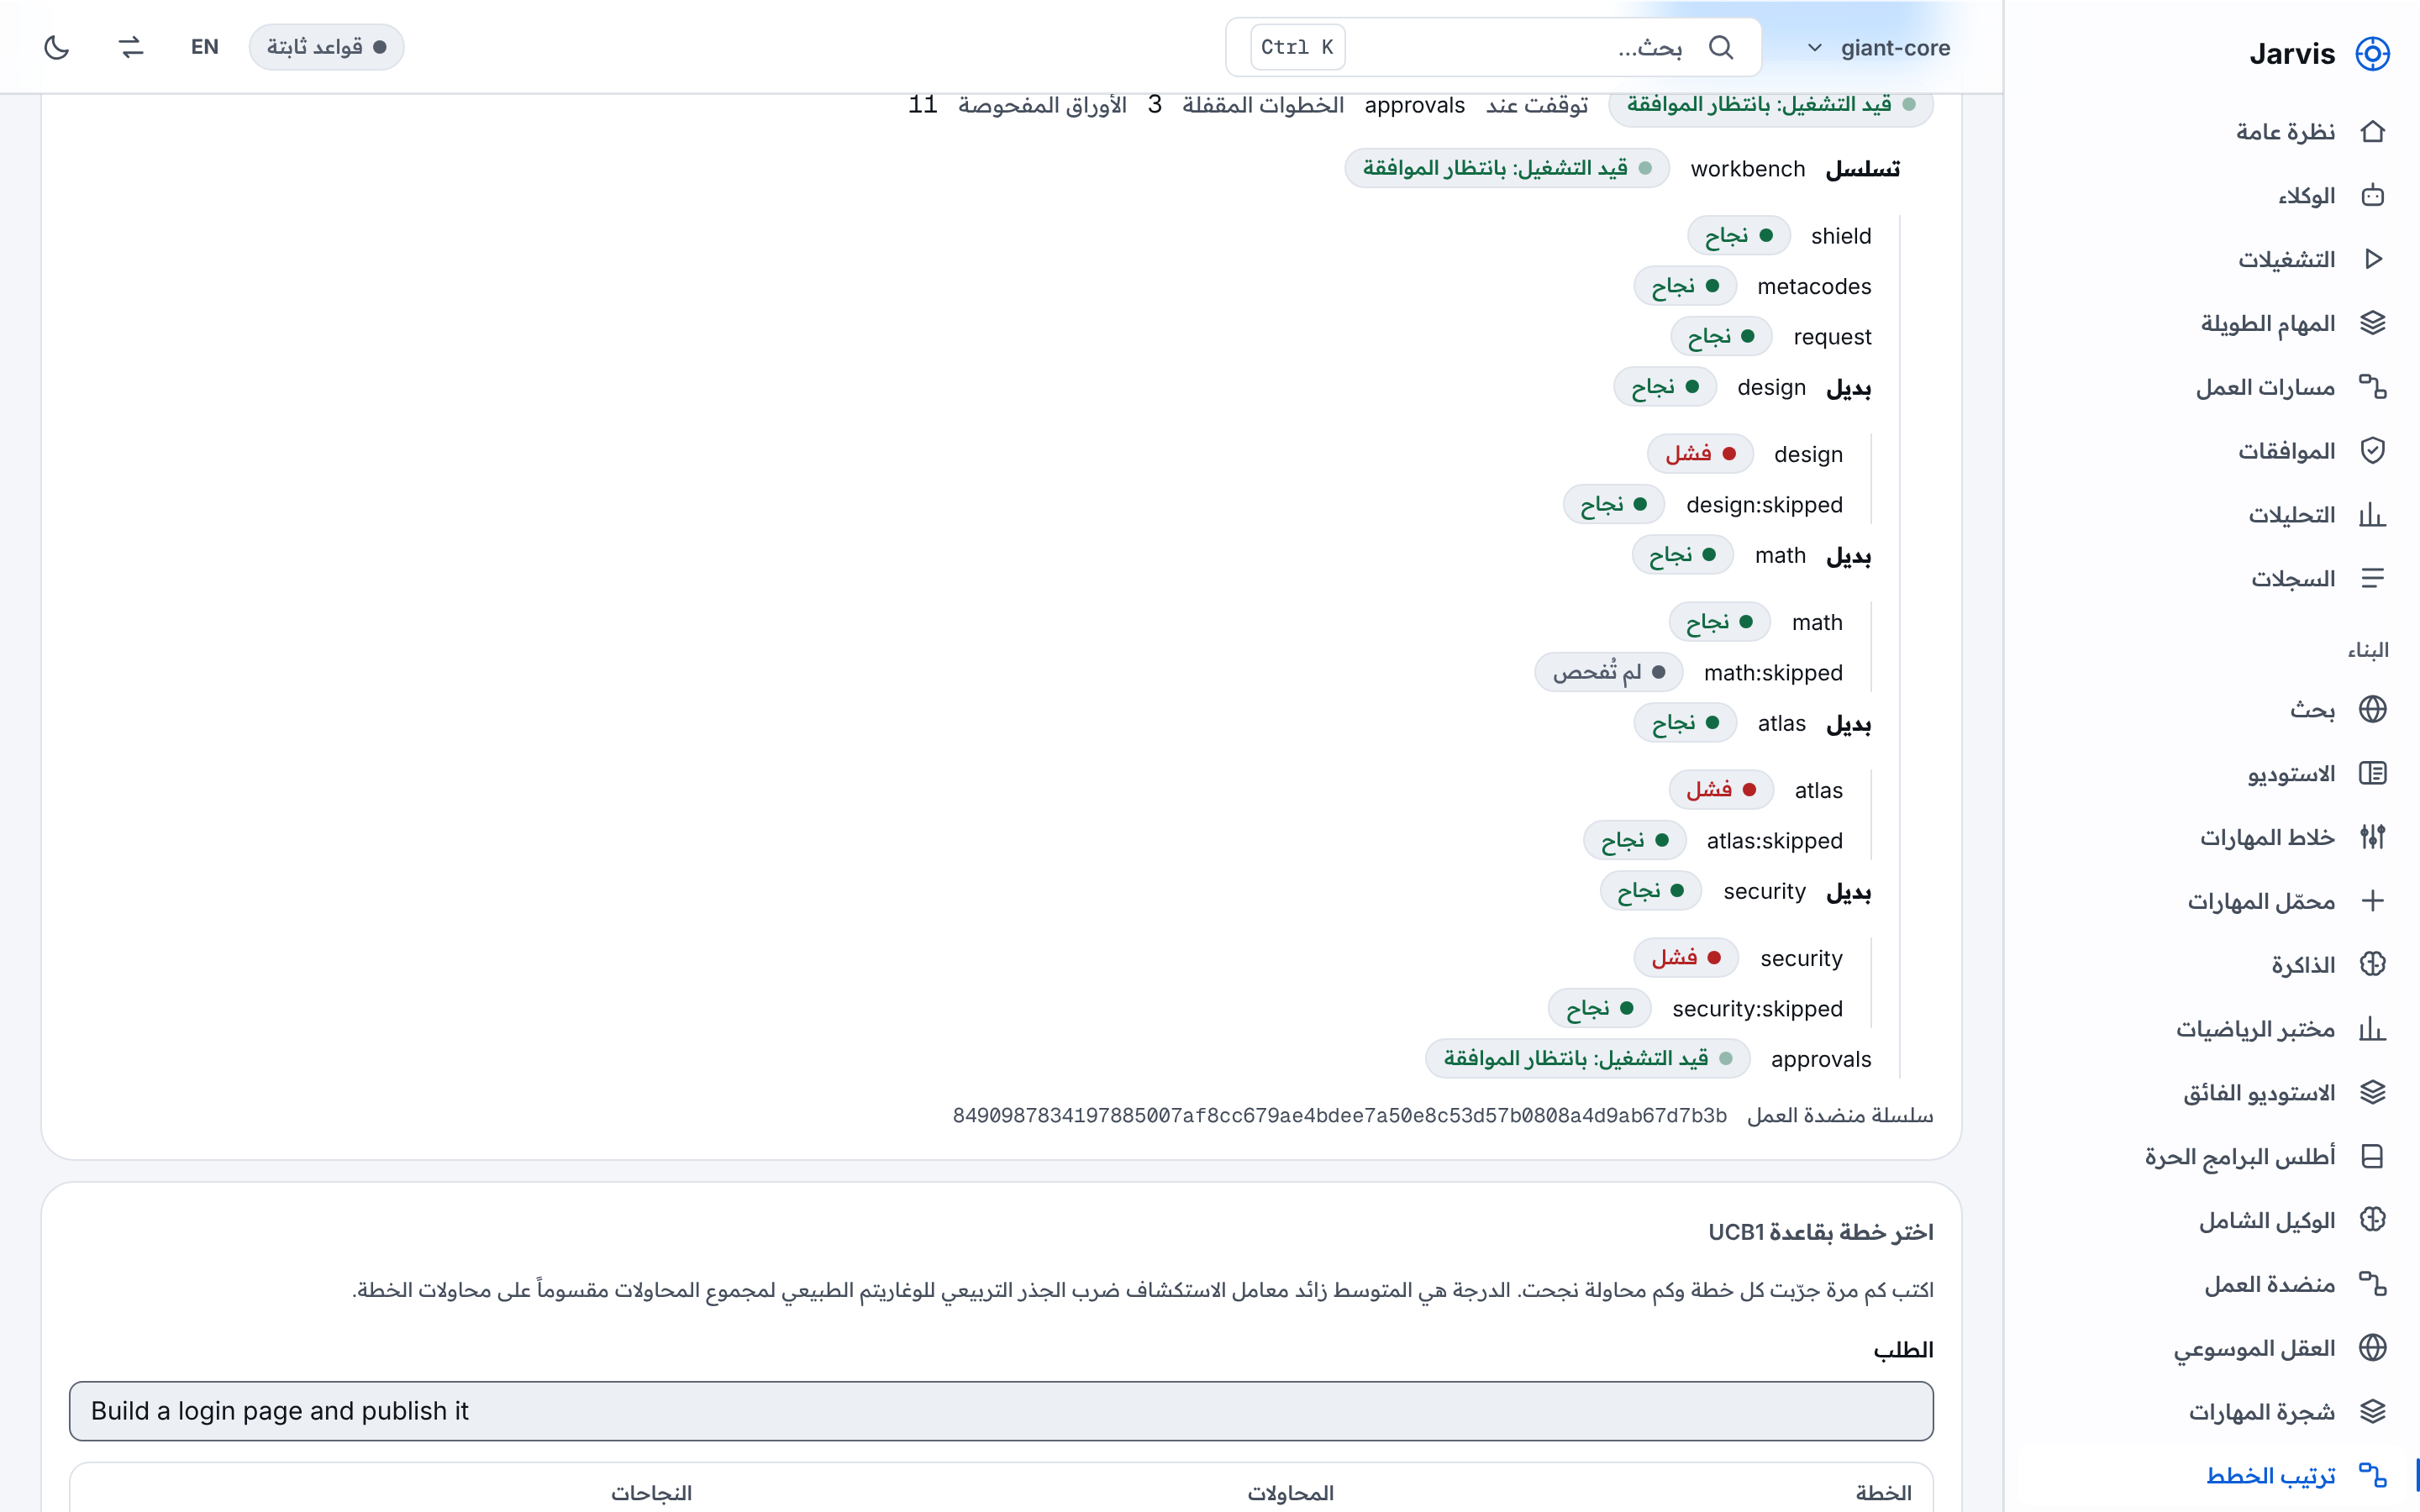 Jarvis
نظرة عامة
الوكلاء
التشغيلات
المهام الطويلة
مسارات العمل
الموافقات
التحليلات
السجلات
البناء
بحث
الاستوديو
خلاط المهارات
محمّل المهارات
الذاكرة
مختبر الرياضيات
الاستوديو الفائق
أطلس البرامج الحرة
الوكيل الشامل
منضدة العمل
العقل الموسوعي
شجرة المهارات
ترتيب الخطط
giant-core بحث... Ctrl K قواعد ثابتة EN
قيد التشغيل: بانتظار الموافقة توقفت عند approvals الخطوات المقفلة 3 الأوراق المفحوصة 11
تسلسل workbench قيد التشغيل: بانتظار الموافقة
shield نجاح
metacodes نجاح
request نجاح
بديل design نجاح
design فشل
design:skipped نجاح
بديل math نجاح
math نجاح
math:skipped لم تُفحص
بديل atlas نجاح
atlas فشل
atlas:skipped نجاح
بديل security نجاح
security فشل
security:skipped نجاح
approvals قيد التشغيل: بانتظار الموافقة
سلسلة منضدة العمل 8490987834197885007af8cc679ae4bdee7a50e8c53d57b0808a4d9ab67d7b3b
اختر خطة بقاعدة UCB1
اكتب كم مرة جرّبت كل خطة وكم محاولة نجحت. الدرجة هي المتوسط زائد معامل الاستكشاف ضرب الجذر التربيعي للوغاريتم الطبيعي لمجموع المحاولات مقسوماً على محاولات الخطة.
الطلب
Build a login page and publish it
الخطة المحاولات النجاحات